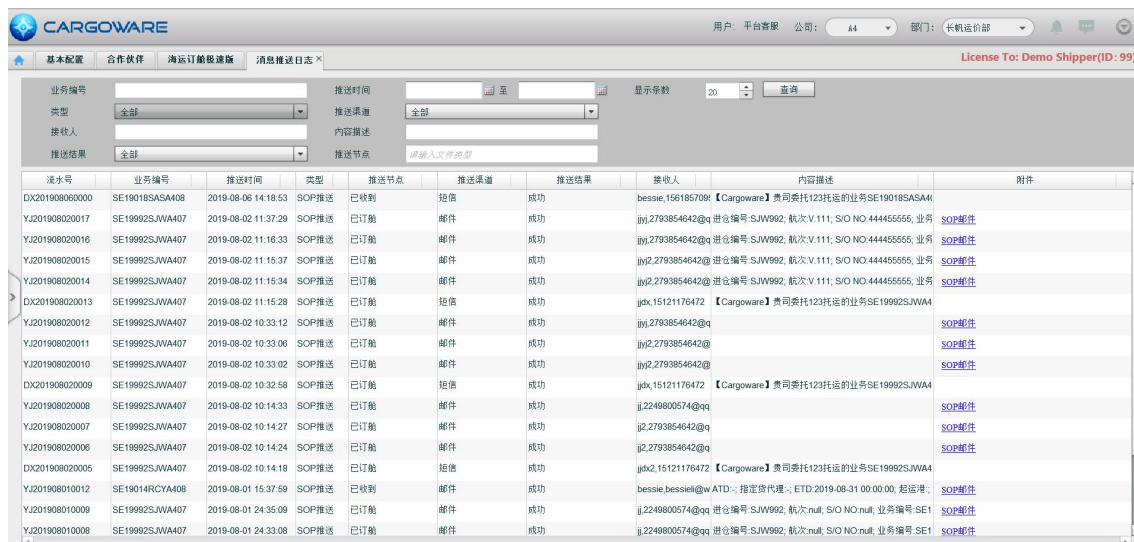 CARGOWARE 用户: 平台客服 公司: A4 部门: 长帆运价部
基本配置 合作伙伴 海运订舱极速版 消息推送日志 × License To: Demo Shipper(ID: 99)
业务编号 推送时间 至 显示条数 20 查询
类型 全部 推送渠道 全部
接收人 内容描述
推送结果 全部 推送节点 请输入文件类型
流水号 业务编号 推送时间 类型 推送节点 推送渠道 推送结果 接收人 内容描述 附件
DX201908060000 SE19018SASA408 2019-08-06 14:18:53 SOP推送 已收到 短信 成功 bessie,156185709 【Cargoware】贵司委托123托运的业务SE19018SASA4
YJ201908020017 SE19992SJWA407 2019-08-02 11:37:29 SOP推送 已订舱 邮件 成功 jjyj,2793854642@q 进仓编号:SJW992; 航次:V.111; S/O NO:444455555; 业务 SOP邮件
YJ201908020016 SE19992SJWA407 2019-08-02 11:16:33 SOP推送 已订舱 邮件 成功 jjyj,2793854642@q 进仓编号:SJW992; 航次:V.111; S/O NO:444455555; 业务 SOP邮件
YJ201908020015 SE19992SJWA407 2019-08-02 11:15:37 SOP推送 已订舱 邮件 成功 jjyj2,2793854642@ 进仓编号:SJW992; 航次:V.111; S/O NO:444455555; 业务 SOP邮件
YJ201908020014 SE19992SJWA407 2019-08-02 11:15:34 SOP推送 已订舱 邮件 成功 jjyj2,2793854642@ 进仓编号:SJW992; 航次:V.111; S/O NO:444455555; 业务 SOP邮件
DX201908020013 SE19992SJWA407 2019-08-02 11:15:28 SOP推送 已订舱 短信 成功 jjdx,15121176472 【Cargoware】贵司委托123托运的业务SE19992SJWA4
YJ201908020012 SE19992SJWA407 2019-08-02 10:33:12 SOP推送 已订舱 邮件 成功 jjyj,2793854642@q SOP邮件
YJ201908020011 SE19992SJWA407 2019-08-02 10:33:06 SOP推送 已订舱 邮件 成功 jjyj2,2793854642@ SOP邮件
YJ201908020010 SE19992SJWA407 2019-08-02 10:33:02 SOP推送 已订舱 邮件 成功 jjyj2,2793854642@ SOP邮件
DX201908020009 SE19992SJWA407 2019-08-02 10:32:58 SOP推送 已订舱 短信 成功 jjdx,15121176472 【Cargoware】贵司委托123托运的业务SE19992SJWA4
YJ201908020008 SE19992SJWA407 2019-08-02 10:14:33 SOP推送 已订舱 邮件 成功 jj,2249800574@qq SOP邮件
YJ201908020007 SE19992SJWA407 2019-08-02 10:14:27 SOP推送 已订舱 邮件 成功 jj2,2793854642@q SOP邮件
YJ201908020006 SE19992SJWA407 2019-08-02 10:14:24 SOP推送 已订舱 邮件 成功 jj2,2793854642@q SOP邮件
DX201908020005 SE19992SJWA407 2019-08-02 10:14:18 SOP推送 已订舱 短信 成功 jjdx2,15121176472 【Cargoware】贵司委托123托运的业务SE19992SJWA4
YJ201908010012 SE19014RCYA408 2019-08-01 15:37:59 SOP推送 已收到 邮件 成功 bessie,bessieli@w ATD:-; 指定货代理:-; ETD:2019-08-31 00:00:00; 起运港:; SOP邮件
YJ201908010009 SE19992SJWA407 2019-08-01 24:35:09 SOP推送 已订舱 邮件 成功 jj,2249800574@qq 进仓编号:SJW992; 航次:null; S/O NO:null; 业务编号:SE1 SOP邮件
YJ201908010008 SE19992SJWA407 2019-08-01 24:33:08 SOP推送 已订舱 邮件 成功 jj,2249800574@qq 进仓编号:SJW992; 航次:null; S/O NO:null; 业务编号:SE1 SOP邮件